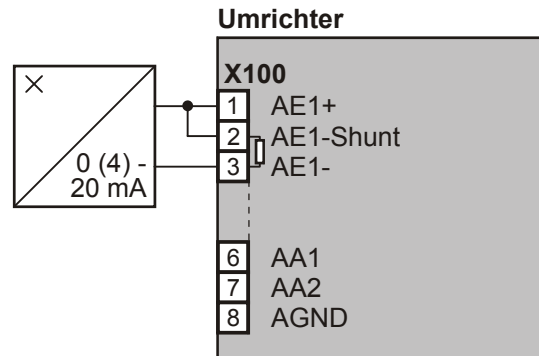 Umrichter
X100
1 AE1+
2 AE1-Shunt
3 AE1-
0 (4) -
20 mA
6 AA1
7 AA2
8 AGND